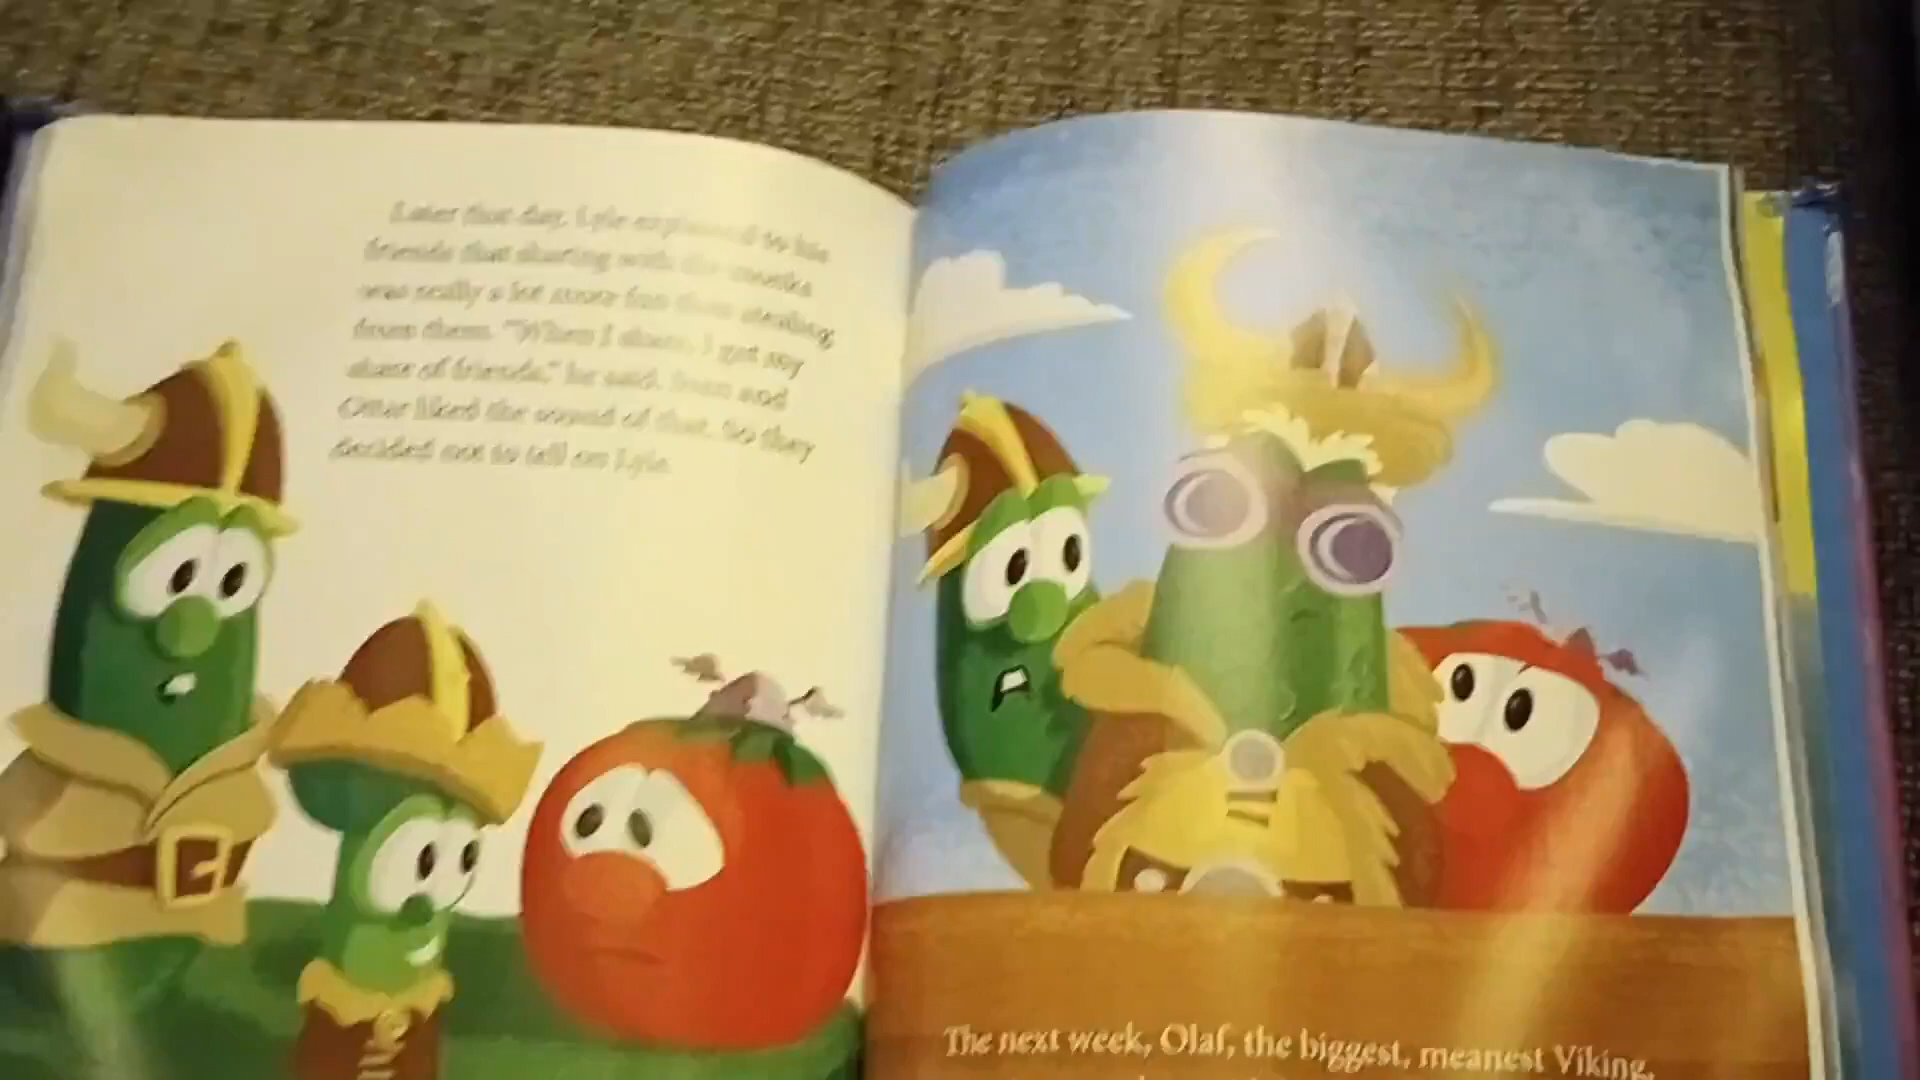 Later that day, Lyle explained to his
friends that sharing with the monks
was really a lot more fun than stealing
from them. "When I share, I get my
share of friends," he said. Sven and
Ottar liked the sound of that. So they
decided not to tell on Lyle.
The next week, Olaf, the biggest, meanest Viking,